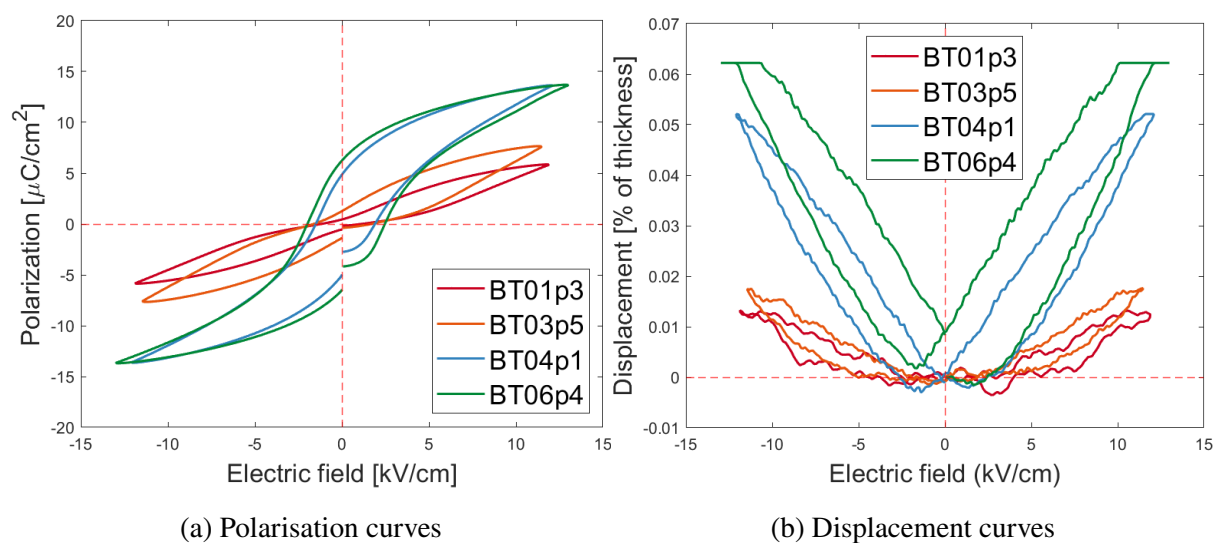 20
15
10
5
0
-5
-10
-15
-20
Polarization [μC/cm²]
-15 -10 -5 0 5 10 15
Electric field [kV/cm]
BT01p3
BT03p5
BT04p1
BT06p4
(a) Polarisation curves
0.07
0.06
0.05
0.04
0.03
0.02
0.01
0
-0.01
Displacement [% of thickness]
-15 -10 -5 0 5 10 15
Electric field (kV/cm)
BT01p3
BT03p5
BT04p1
BT06p4
(b) Displacement curves